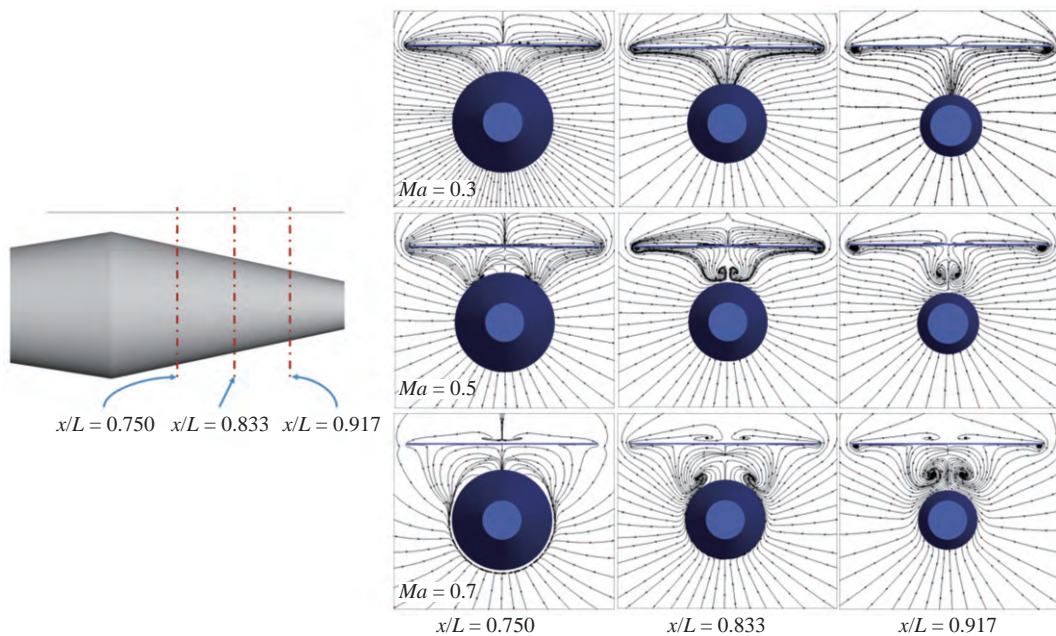 Ma = 0.3
Ma = 0.5
x/L = 0.750 x/L = 0.833 x/L = 0.917
Ma = 0.7
x/L = 0.750 x/L = 0.833 x/L = 0.917